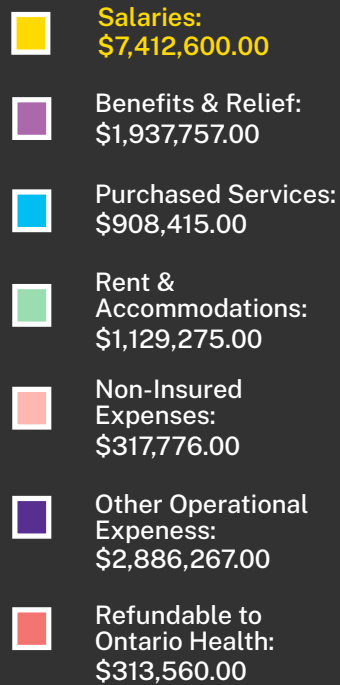 Salaries:
$7,412,600.00
Benefits & Relief:
$1,937,757.00
Purchased Services:
$908,415.00
Rent &
Accommodations:
$1,129,275.00
Non-Insured
Expenses:
$317,776.00
Other Operational
Expeness:
$2,886,267.00
Refundable to
Ontario Health:
$313,560.00